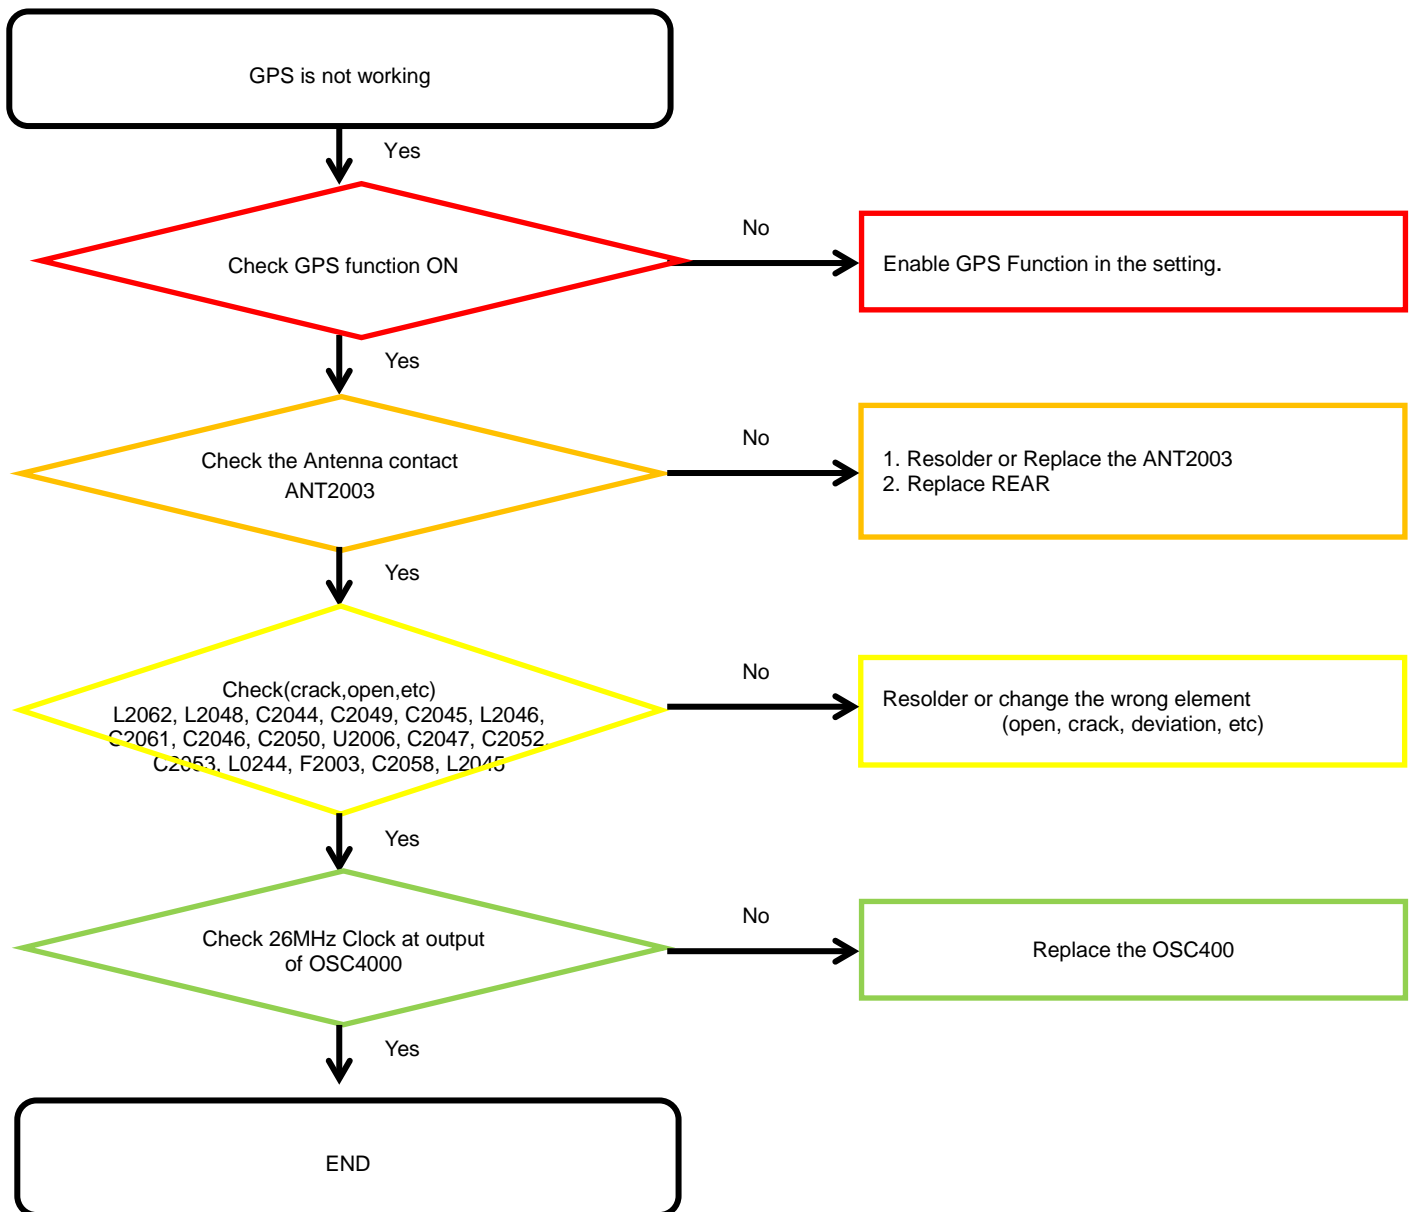 GPS is not working
Yes
Check GPS function ON
No
Enable GPS Function in the setting.
Yes
Check the Antenna contact
ANT2003
No
1. Resolder or Replace the ANT2003
2. Replace REAR
Yes
Check(crack,open,etc)
L2062, L2048, C2044, C2049, C2045, L2046,
C2061, C2046, C2050, U2006, C2047, C2052,
C2053, L0244, F2003, C2058, L2045
No
Resolder or change the wrong element
(open, crack, deviation, etc)
Yes
Check 26MHz Clock at output
of OSC4000
No
Replace the OSC400
Yes
END